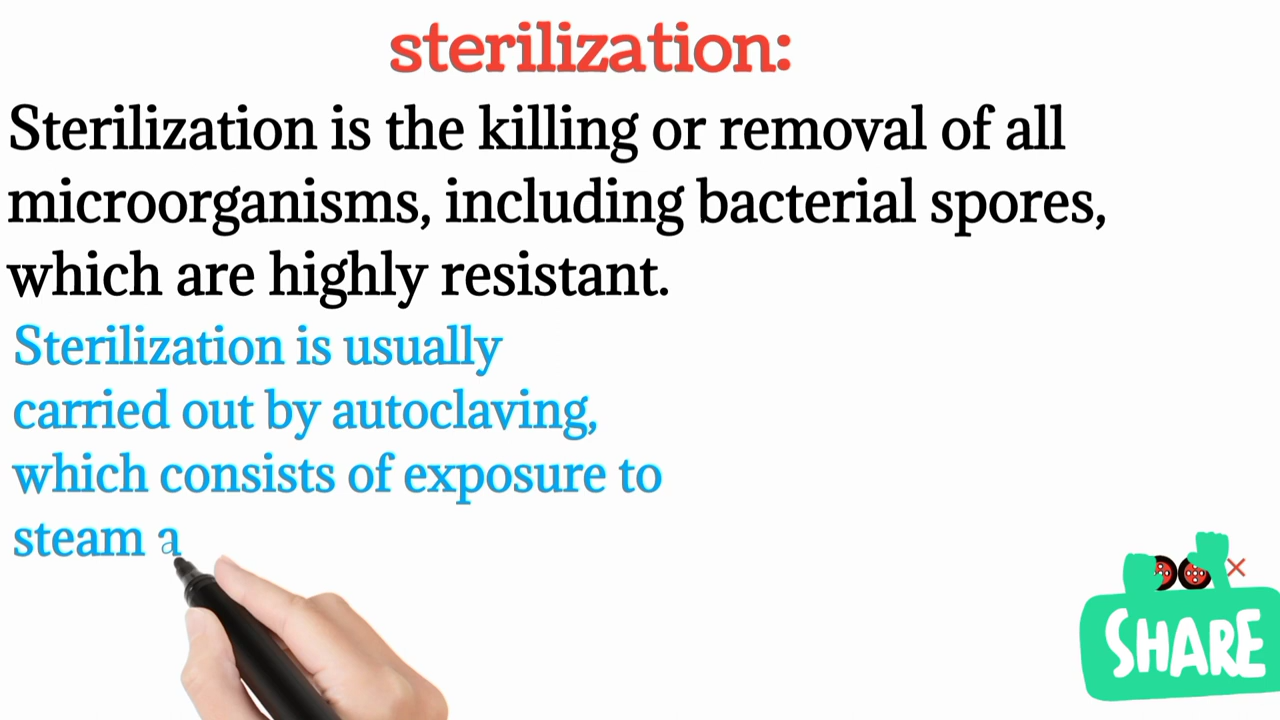 sterilization:
Sterilization is the killing or removal of all
microorganisms, including bacterial spores,
which are highly resistant.
Sterilization is usually
carried out by autoclaving,
which consists of exposure to
steam a
SHARE